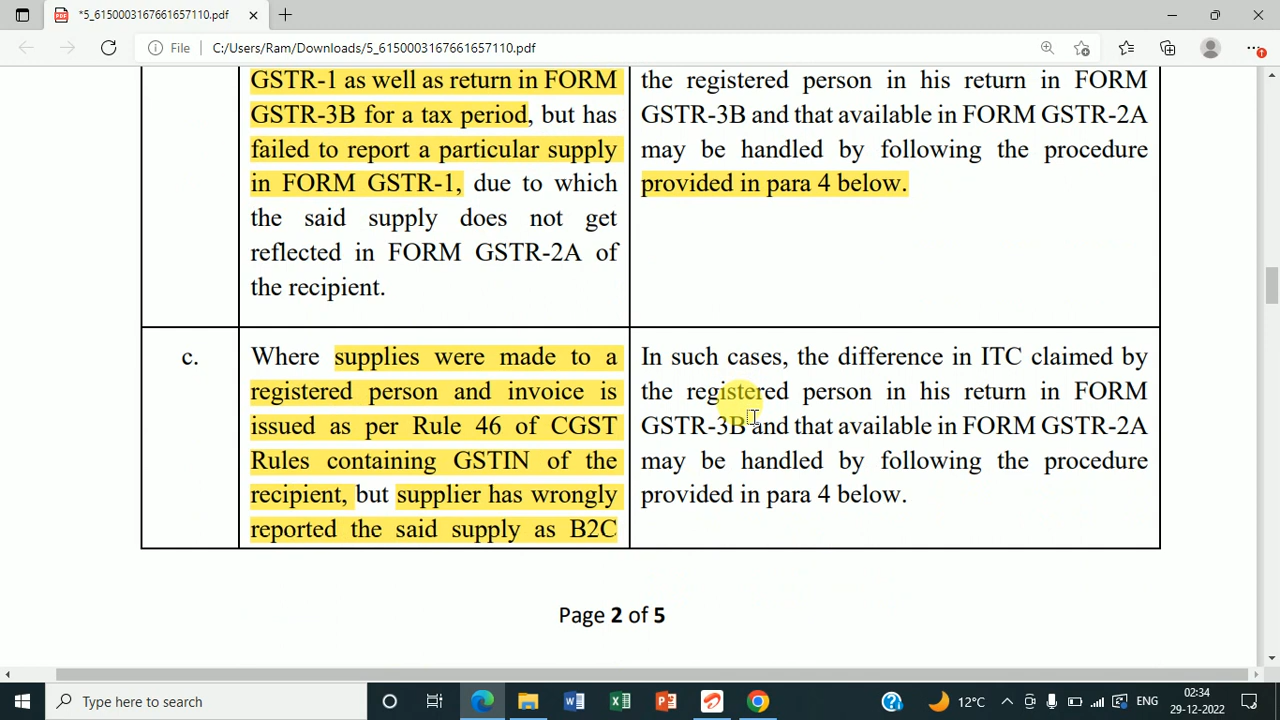 *5_6150003167661657110.pdf
File
C:/Users/Ram/Downloads/5_6150003167661657110.pdf
GSTR-1 as well as return in FORM
GSTR-3B for a tax period, but has
failed to report a particular supply
in FORM GSTR-1, due to which
the said supply does not get
reflected in FORM GSTR-2A of
the recipient.
the registered person in his return in FORM
GSTR-3B and that available in FORM GSTR-2A
may be handled by following the procedure
provided in para 4 below.
c.
Where supplies were made to a
registered person and invoice is
issued as per Rule 46 of CGST
Rules containing GSTIN of the
recipient, but supplier has wrongly
reported the said supply as B2C
In such cases, the difference in ITC claimed by
the registered person in his return in FORM
GSTR-3B and that available in FORM GSTR-2A
may be handled by following the procedure
provided in para 4 below.
Page 2 of 5
Type here to search
12°C
ENG
02:34
29-12-2022